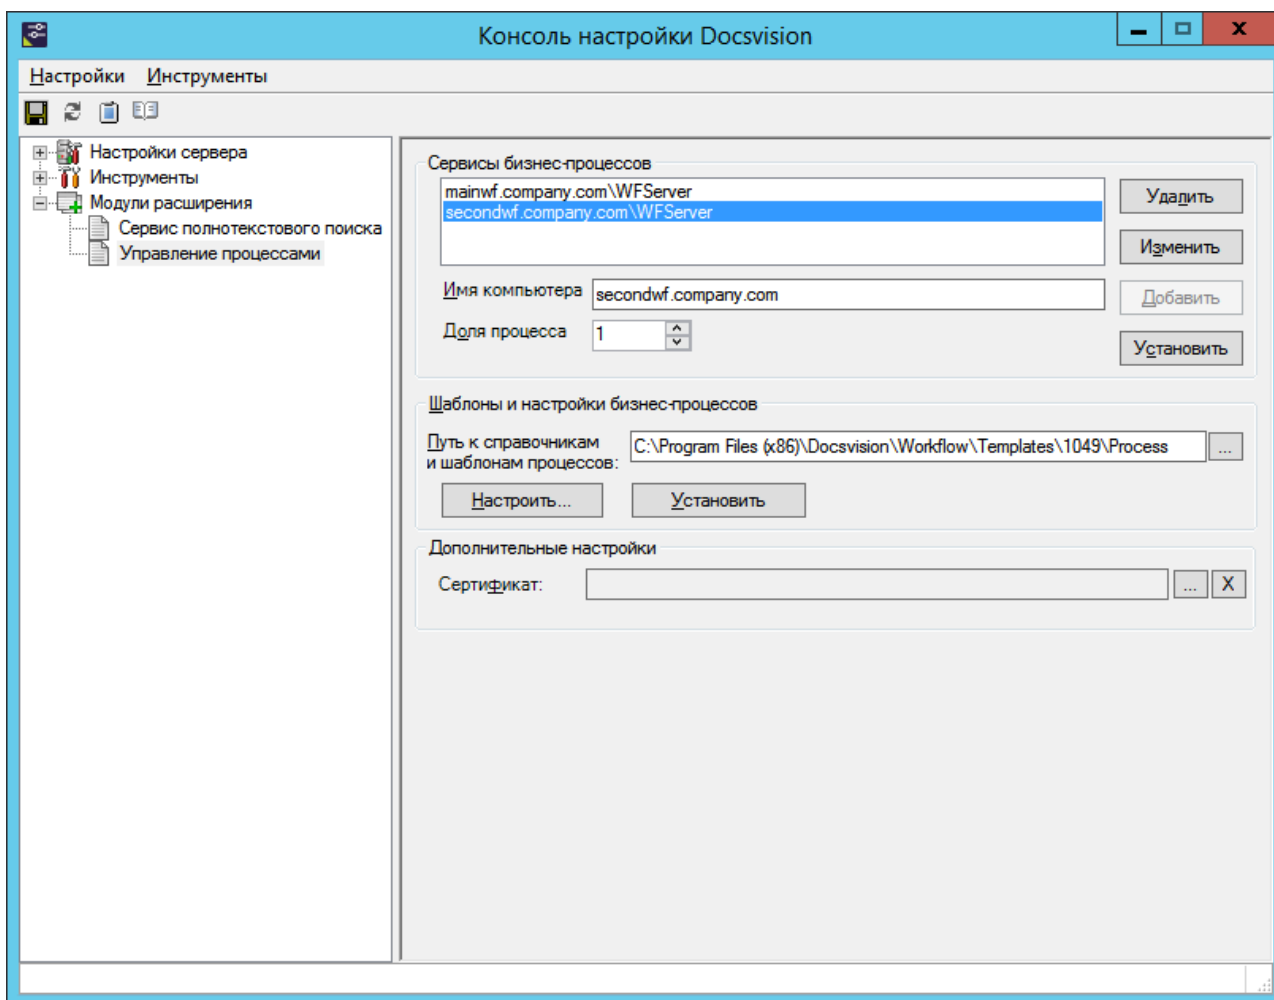 Консоль настройки Docsvision
Настройки Инструменты
Настройки сервера
Инструменты
Модули расширения
Сервис полнотекстового поиска
Управление процессами
Сервисы бизнес-процессов
mainwf.company.com\WFServer
secondwf.company.com\WFServer
Удалить
Изменить
Имя компьютера secondwf.company.com
Добавить
Доля процесса 1
Установить
Шаблоны и настройки бизнес-процессов
Путь к справочникам
и шаблонам процессов:
C:\Program Files (x86)\Docsvision\Workflow\Templates\1049\Process ...
Настроить... Установить
Дополнительные настройки
Сертификат: ... X